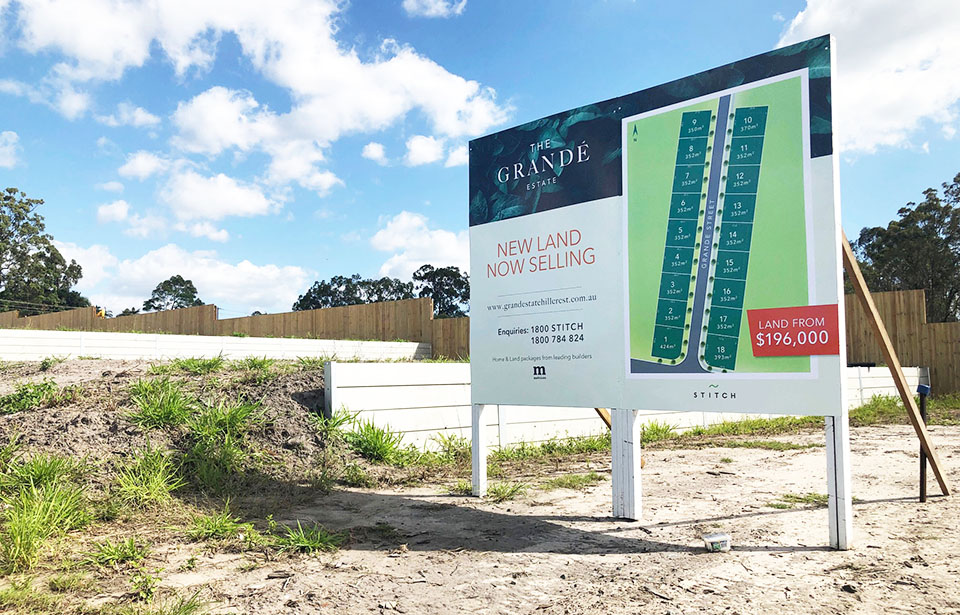 THE
GRANDÉ
ESTATE
NEW LAND
NOW SELLING
www.grandestatehillcrest.com.au
Enquiries: 1800 STITCH
1800 784 824
Home & Land packages from leading builders
m
9
350m²
8
352m²
7
352m²
6
352m²
5
352m²
4
352m²
3
352m²
2
352m²
1
424m²
GRANDE STREET
10
370m²
11
352m²
12
352m²
13
352m²
14
352m²
15
352m²
16
352m²
17
352m²
18
393m²
LAND FROM
$196,000
STITCH